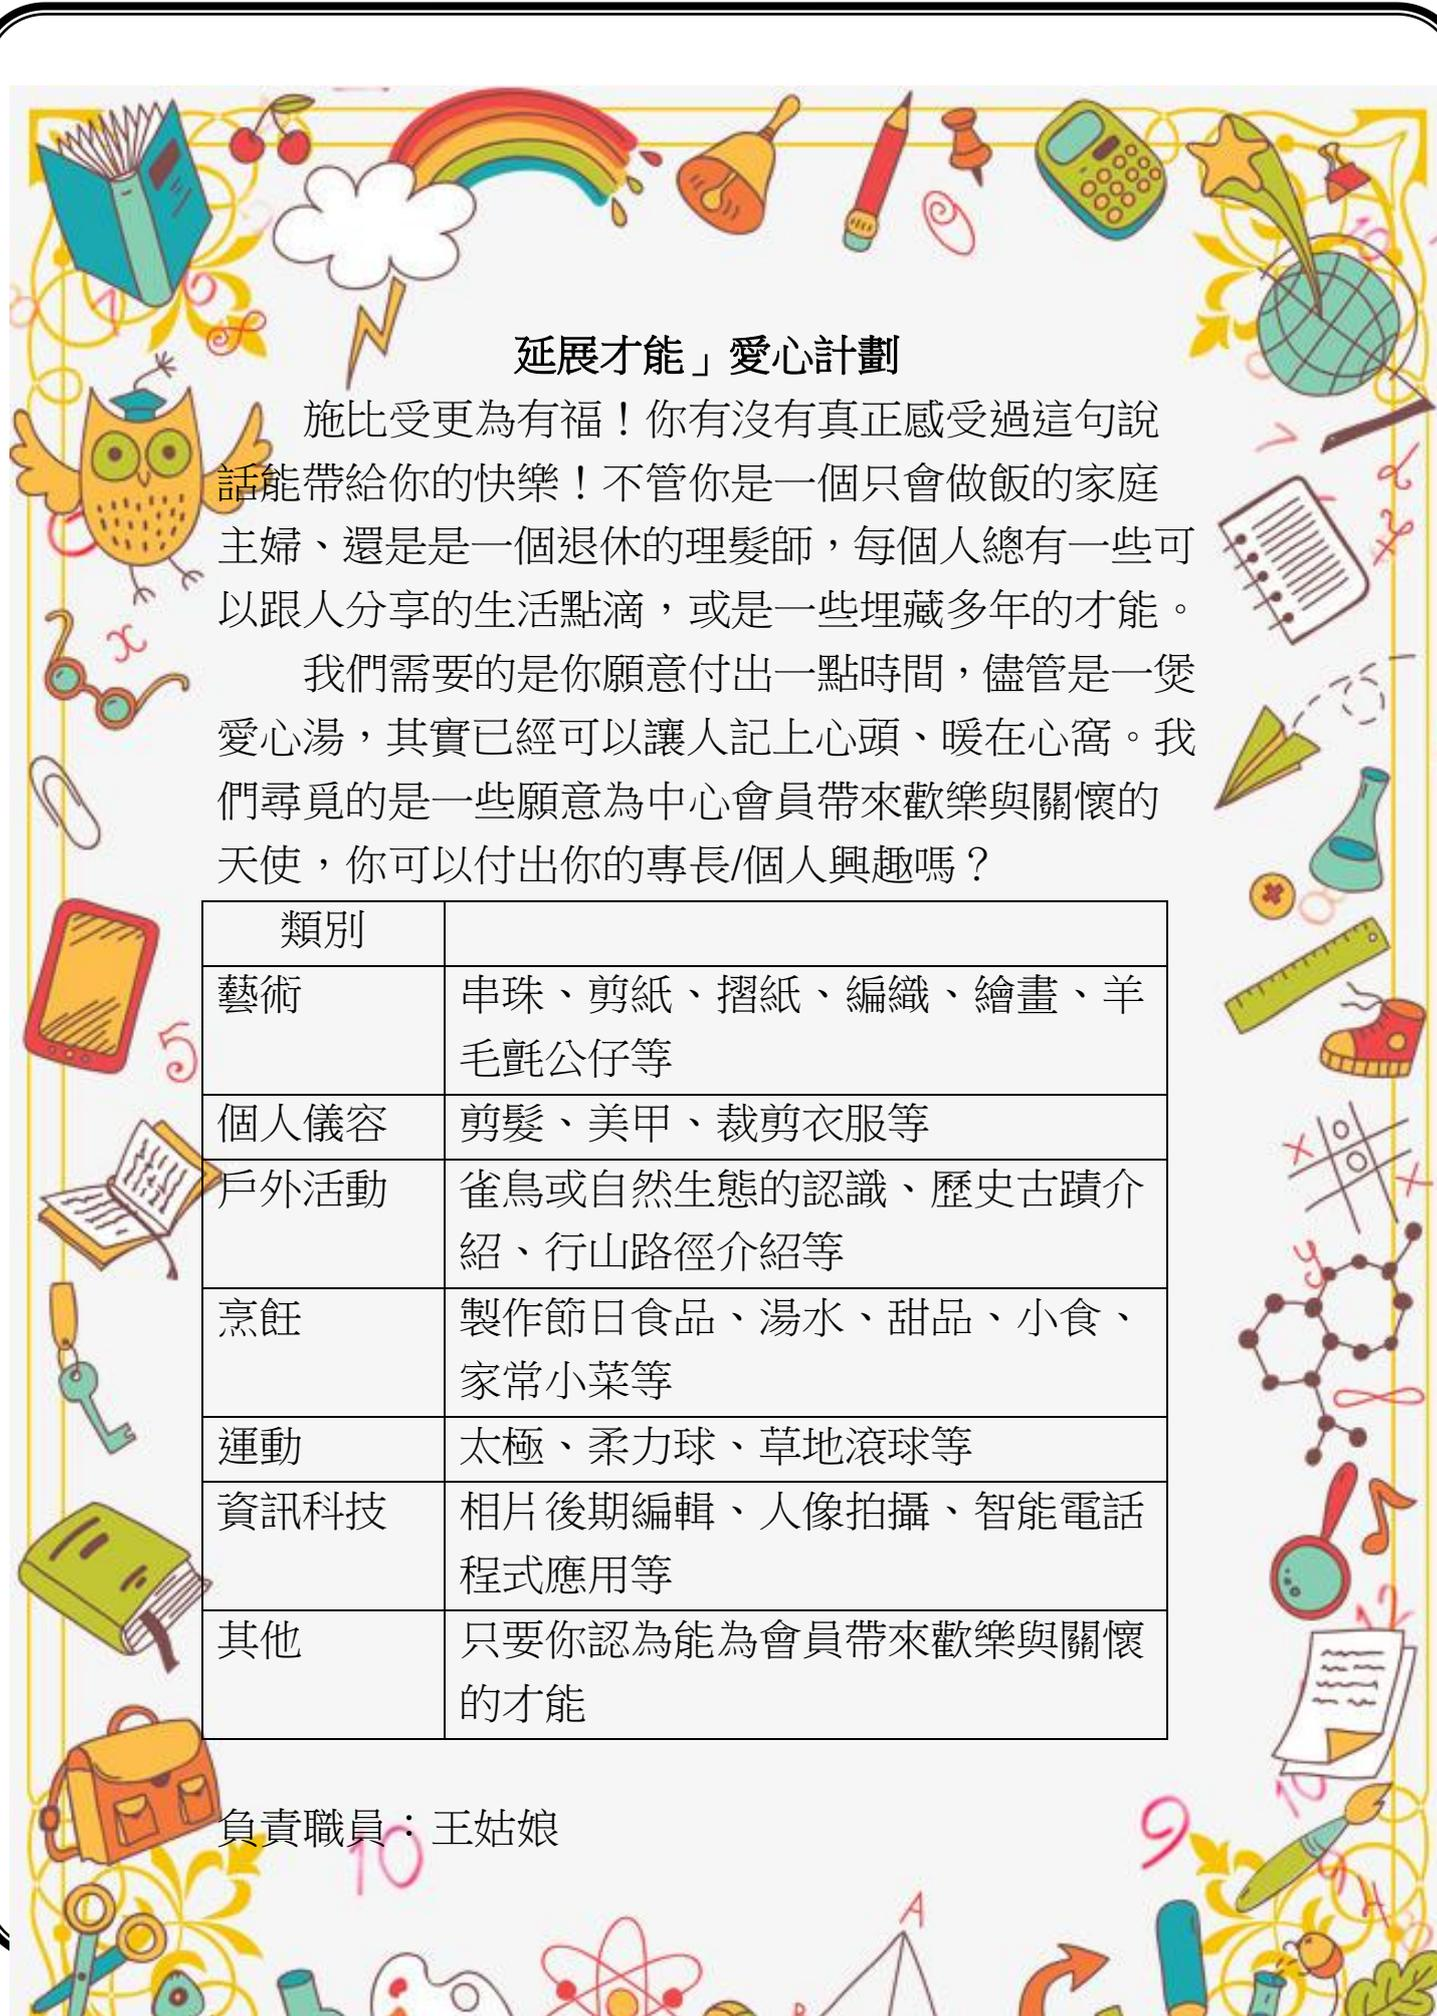 延展才能」愛心計劃
施比受更為有福！你有沒有真正感受過這句說
話能帶給你的快樂！不管你是一個只會做飯的家庭
主婦、還是是一個退休的理髮師，每個人總有一些可
以跟人分享的生活點滴，或是一些埋藏多年的才能。
我們需要的是你願意付出一點時間，儘管是一煲
愛心湯，其實已經可以讓人記上心頭、暖在心窩。我
們尋覓的是一些願意為中心會員帶來歡樂與關懷的
天使，你可以付出你的專長/個人興趣嗎？
類別
藝術
串珠、剪紙、摺紙、編織、繪畫、羊
毛氈公仔等
個人儀容
剪髮、美甲、裁剪衣服等
戶外活動
雀鳥或自然生態的認識、歷史古蹟介
紹、行山路徑介紹等
烹飪
製作節日食品、湯水、甜品、小食、
家常小菜等
運動
太極、柔力球、草地滾球等
資訊科技
相片後期編輯、人像拍攝、智能電話
程式應用等
其他
只要你認為能為會員帶來歡樂與關懷
的才能
負責職員：王姑娘